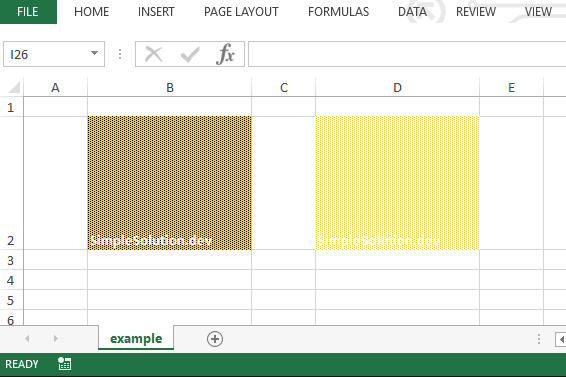 FILE HOME INSERT PAGE LAYOUT FORMULAS DATA REVIEW VIEW
I26 fx
A B C D E
1
2 SimpleSolution.dev SimpleSolution.dev
3
4
5
6
example
READY